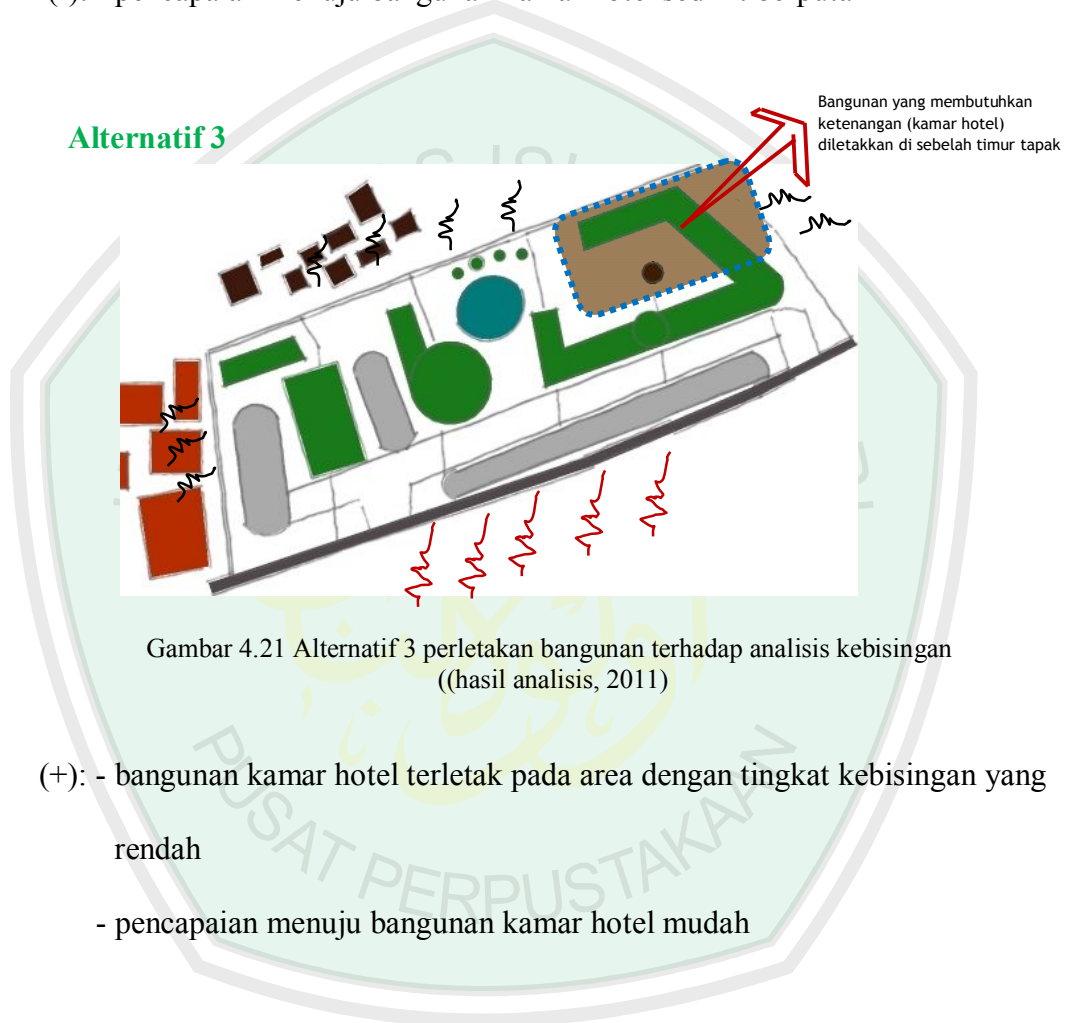 Alternatif 3
Bangunan yang membutuhkan
ketenangan (kamar hotel)
diletakkan di sebelah timur tapak
Gambar 4.21 Alternatif 3 perletakan bangunan terhadap analisis kebisingan
((hasil analisis, 2011)
(+): - bangunan kamar hotel terletak pada area dengan tingkat kebisingan yang
rendah
- pencapaian menuju bangunan kamar hotel mudah
PUSAT PERPUSTAKAAN